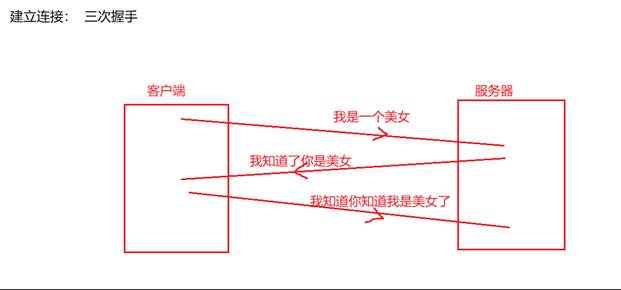 建立连接： 三次握手
客户端
服务器
我是一个美女
我知道了你是美女
我知道你知道我是美女了